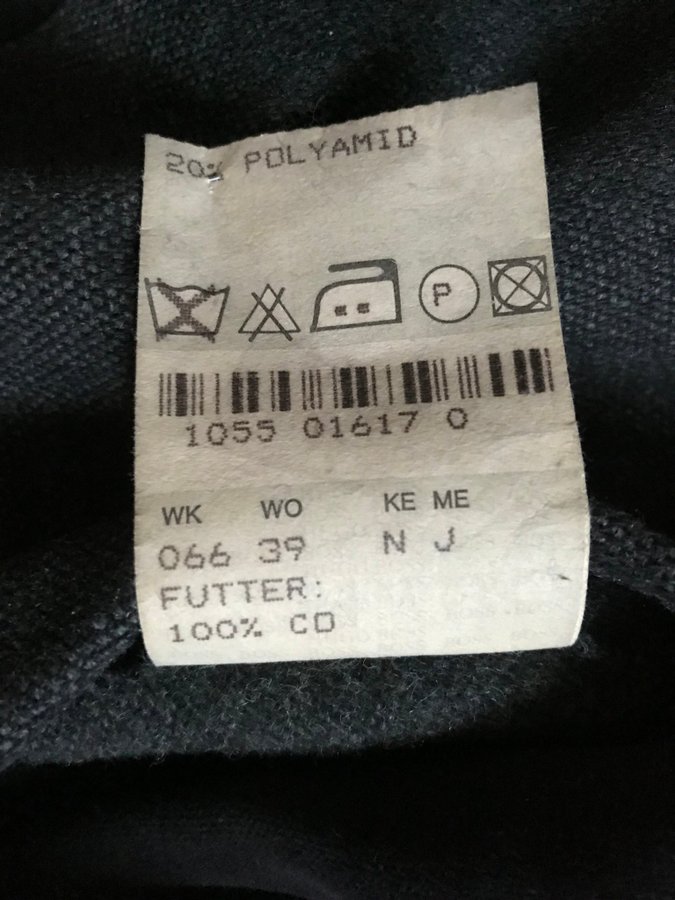 20% POLYAMID
P
1055 01617 0
WK WO KE ME
066 39 N J
FUTTER:
100% CO